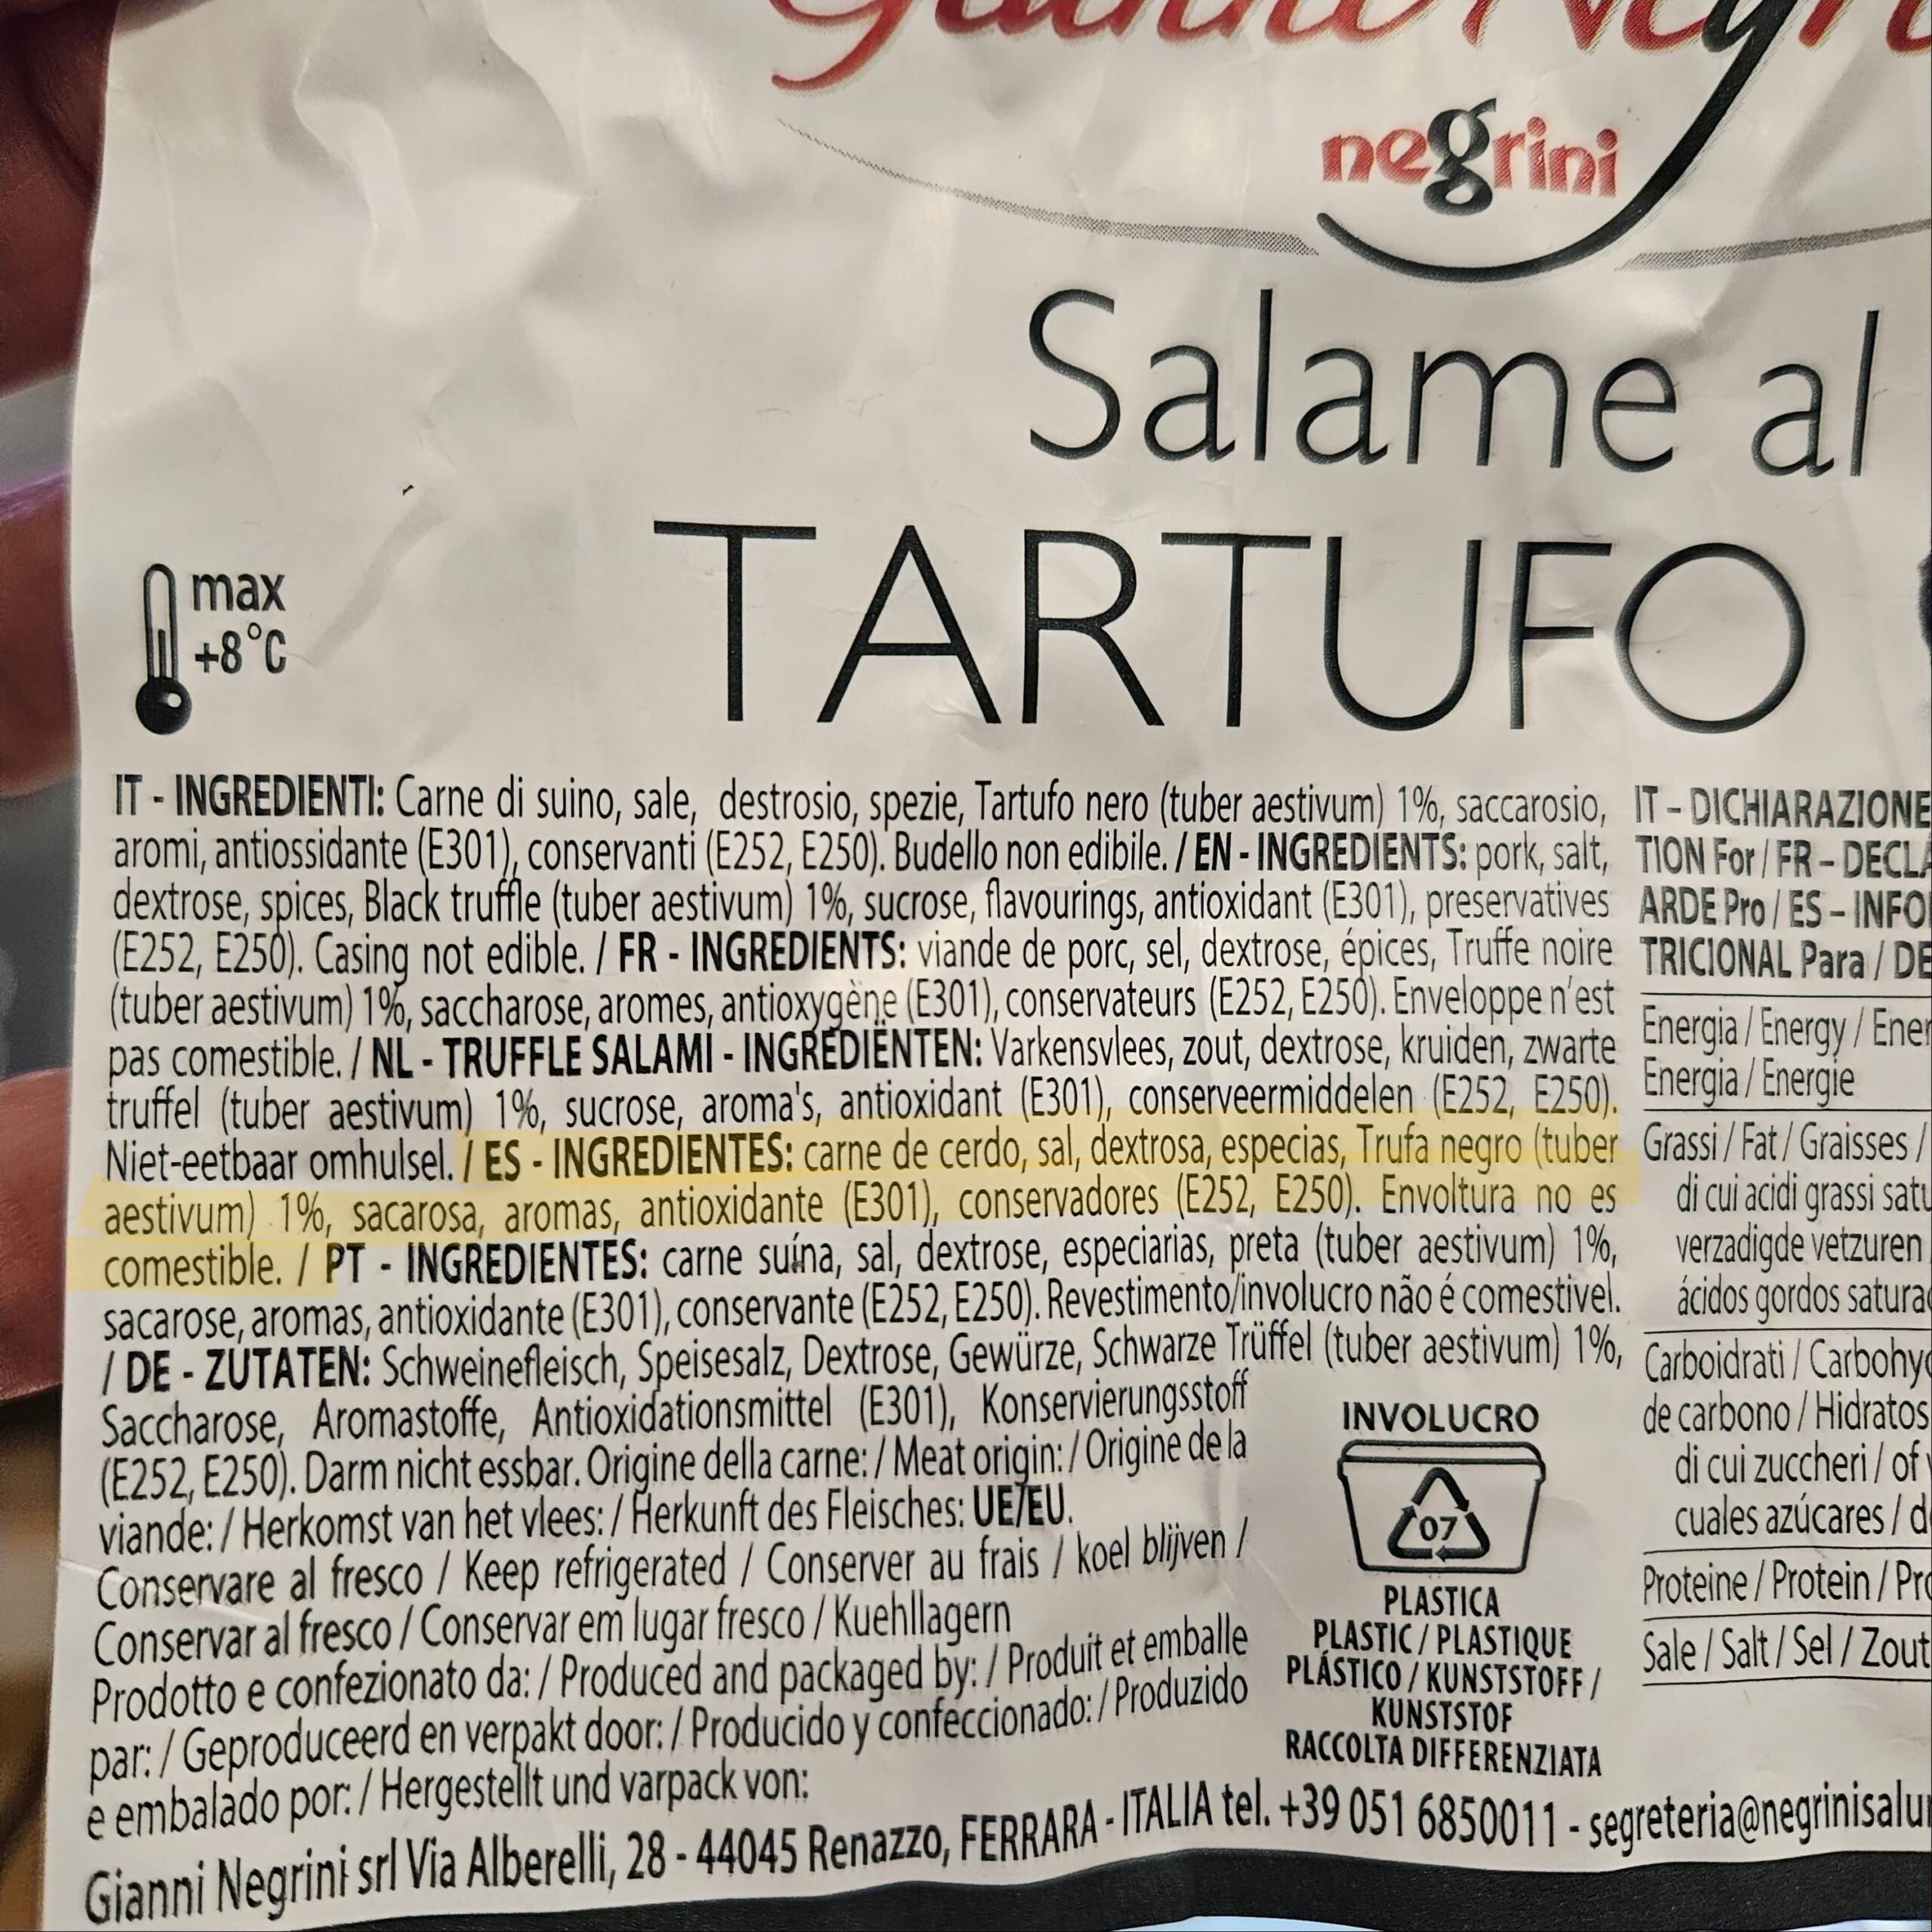 Gianni Negri
negrini
Salame al
TARTUFO
max
+8°C
IT - INGREDIENTI: Carne di suino, sale, destrosio, spezie, Tartufo nero (tuber aestivum) 1%, saccarosio,
aromi, antiossidante (E301), conservanti (E252, E250). Budello non edibile. / EN - INGREDIENTS: pork, salt,
dextrose, spices, Black truffle (tuber aestivum) 1%, sucrose, flavourings, antioxidant (E301), preservatives
(E252, E250). Casing not edible. / FR - INGREDIENTS: viande de porc, sel, dextrose, épices, Truffe noire
(tuber aestivum) 1%, saccharose, aromes, antioxygène (E301), conservateurs (E252, E250). Enveloppe n'est
pas comestible. / NL - TRUFFLE SALAMI - INGREDIËNTEN: Varkensvlees, zout, dextrose, kruiden, zwarte
truffel (tuber aestivum) 1%, sucrose, aroma's, antioxidant (E301), conserveermiddelen (E252, E250).
Niet-eetbaar omhulsel. / ES - INGREDIENTES: carne de cerdo, sal, dextrosa, especias, Trufa negro (tuber
aestivum) 1%, sacarosa, aromas, antioxidante (E301), conservadores (E252, E250). Envoltura no es
comestible. / PT - INGREDIENTES: carne suína, sal, dextrose, especiarias, preta (tuber aestivum) 1%,
sacarose, aromas, antioxidante (E301), conservante (E252, E250). Revestimento/involucro não é comestivel.
/ DE - ZUTATEN: Schweinefleisch, Speisesalz, Dextrose, Gewürze, Schwarze Trüffel (tuber aestivum) 1%,
Saccharose, Aromastoffe, Antioxidationsmittel (E301), Konservierungsstoff
(E252, E250). Darm nicht essbar. Origine della carne: / Meat origin: / Origine de la
viande: / Herkomst van het vlees: / Herkunft des Fleisches: UE/EU.
Conservare al fresco / Keep refrigerated / Conserver au frais / koel blijven /
Conservar al fresco / Conservar em lugar fresco / Kuehllagern
Prodotto e confezionato da: / Produced and packaged by: / Produit et emballe
par: / Geproduceerd en verpakt door: / Producido y confeccionado: / Produzido
e embalado por: / Hergestellt und varpack von:
Gianni Negrini srl Via Alberelli, 28 - 44045 Renazzo, FERRARA - ITALIA tel. +39 051 6850011 - segreteria@negrinisalu
INVOLUCRO
07
PLASTICA
PLASTIC / PLASTIQUE
PLÁSTICO / KUNSTSTOFF /
KUNSTSTOF
RACCOLTA DIFFERENZIATA
IT - DICHIARAZIONE
TION For / FR - DECLA
ARDE Pro / ES - INFO
TRICIONAL Para / DE
Energia / Energy / Ener
Energia / Energie
Grassi / Fat / Graisses /
di cui acidi grassi satu
verzadigde vetzuren
ácidos gordos satura
Carboidrati / Carbohy
de carbono / Hidratos
di cui zuccheri / of
cuales azúcares / d
Proteine / Protein / Pro
Sale / Salt / Sel / Zout